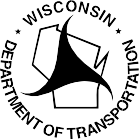 WISCONSIN
DEPARTMENT OF TRANSPORTATION